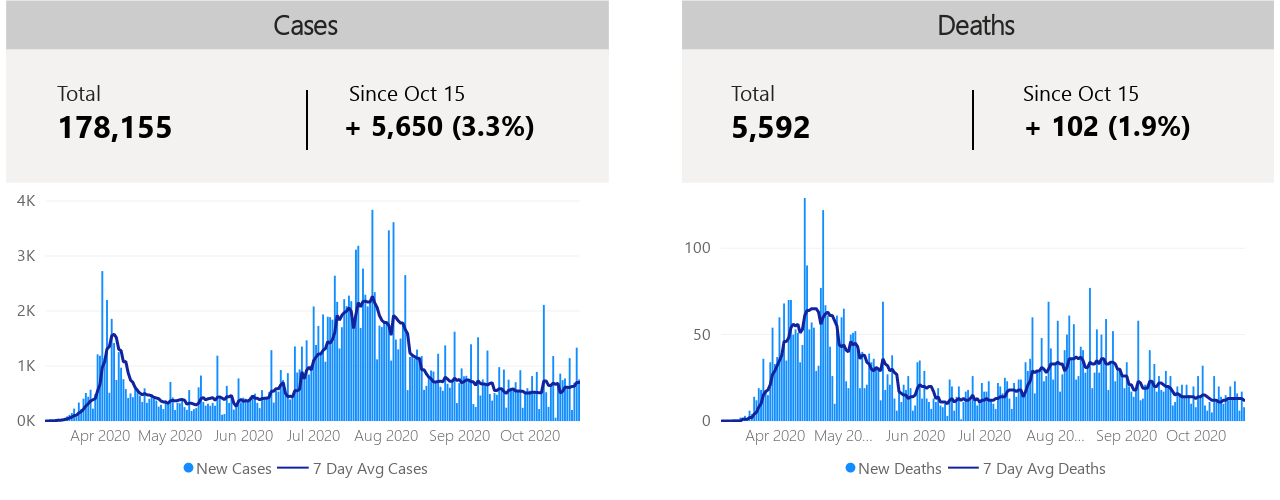 Cases
Total
178,155
Since Oct 15
+ 5,650 (3.3%)
4K
3K
2K
1K
0K
Apr 2020 May 2020 Jun 2020 Jul 2020 Aug 2020 Sep 2020 Oct 2020
New Cases 7 Day Avg Cases
Deaths
Total
5,592
Since Oct 15
+ 102 (1.9%)
100
50
0
Apr 2020 May 20... Jun 2020 Jul 2020 Aug 20... Sep 2020 Oct 2020
New Deaths 7 Day Avg Deaths